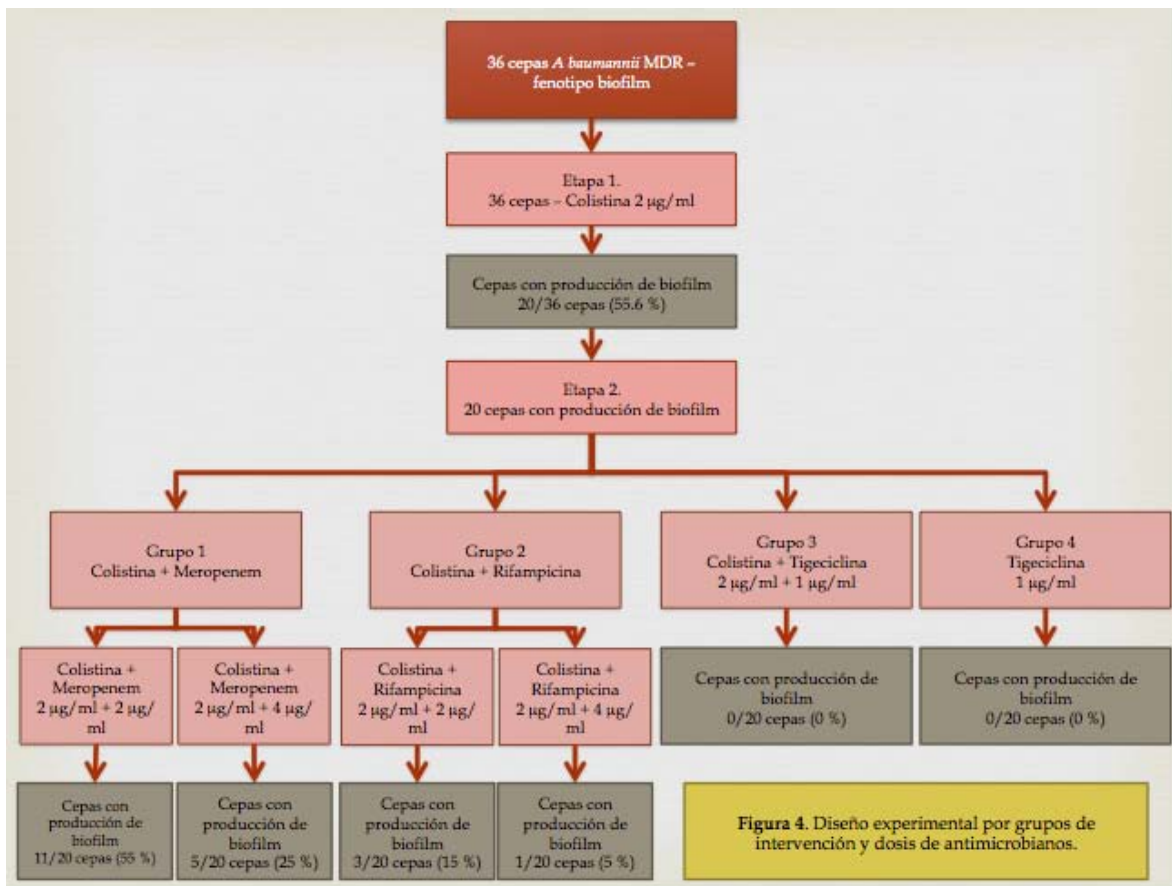 36 cepas A baumannii MDR –
fenotipo biofilm
Etapa 1.
36 cepas – Colistina 2 µg/ml
Cepas con producción de biofilm
20/36 cepas (55.6 %)
Etapa 2.
20 cepas con producción de biofilm
Grupo 1
Colistina + Meropenem
Grupo 2
Colistina + Rifampicina
Grupo 3
Colistina + Tigeciclina
2 µg/ml + 1 µg/ml
Grupo 4
Tigeciclina
1 µg/ml
Colistina +
Meropenem
2 µg/ml + 2 µg/
ml
Colistina +
Meropenem
2 µg/ml + 4 µg/
ml
Colistina +
Rifampicina
2 µg/ml + 2 µg/
ml
Colistina +
Rifampicina
2 µg/ml + 4 µg/
ml
Cepas con producción de
biofilm
0/20 cepas (0 %)
Cepas con producción de
biofilm
0/20 cepas (0 %)
Cepas con
producción de
biofilm
11/20 cepas (55 %)
Cepas con
producción de
biofilm
5/20 cepas (25 %)
Cepas con
producción de
biofilm
3/20 cepas (15 %)
Cepas con
producción de
biofilm
1/20 cepas (5 %)
Figura 4. Diseño experimental por grupos de
intervención y dosis de antimicrobianos.